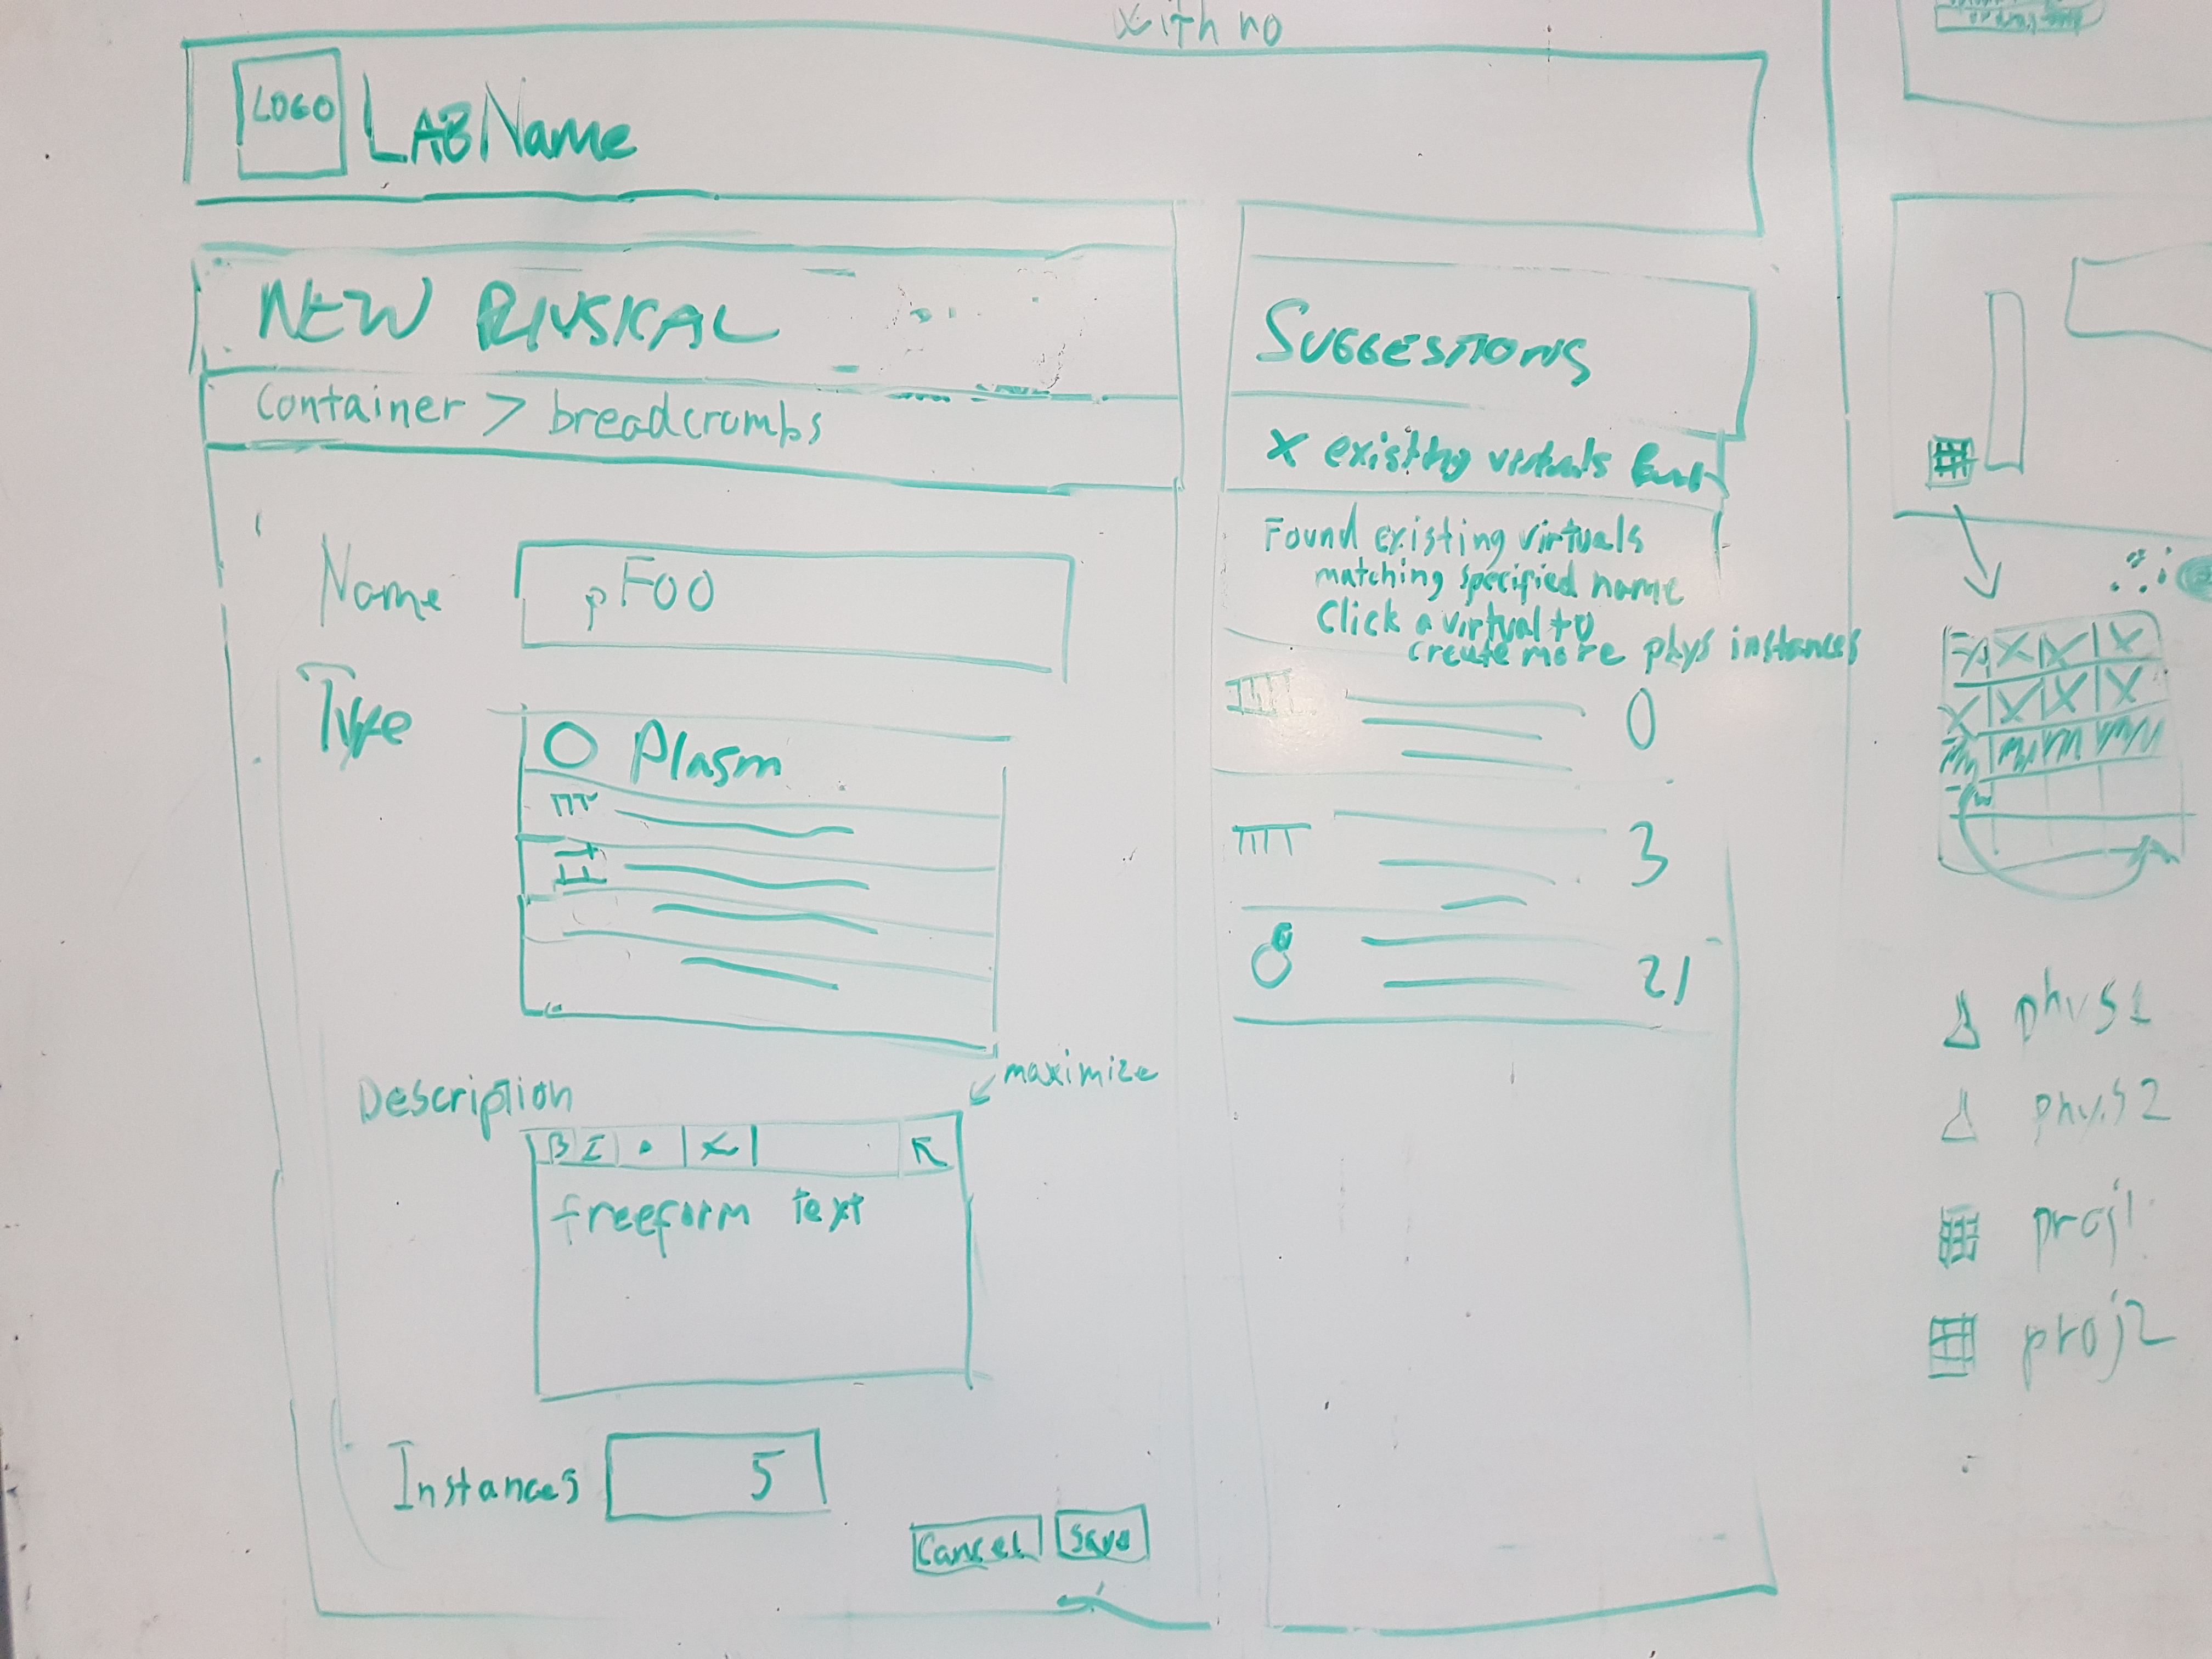 with no
LOGO
LAB Name
NEW PHYSICAL
Container > breadcrumbs
Name
pFOO
Type
Plasm
Description
maximize
B I
freeform text
Instances
5
Cancel
Save
SUGGESTIONS
X existing virtuals
Found existing virtuals
matching specified name
Click a virtual to
create more phys instances
0
3
21
phys1
phys2
proj1
proj2